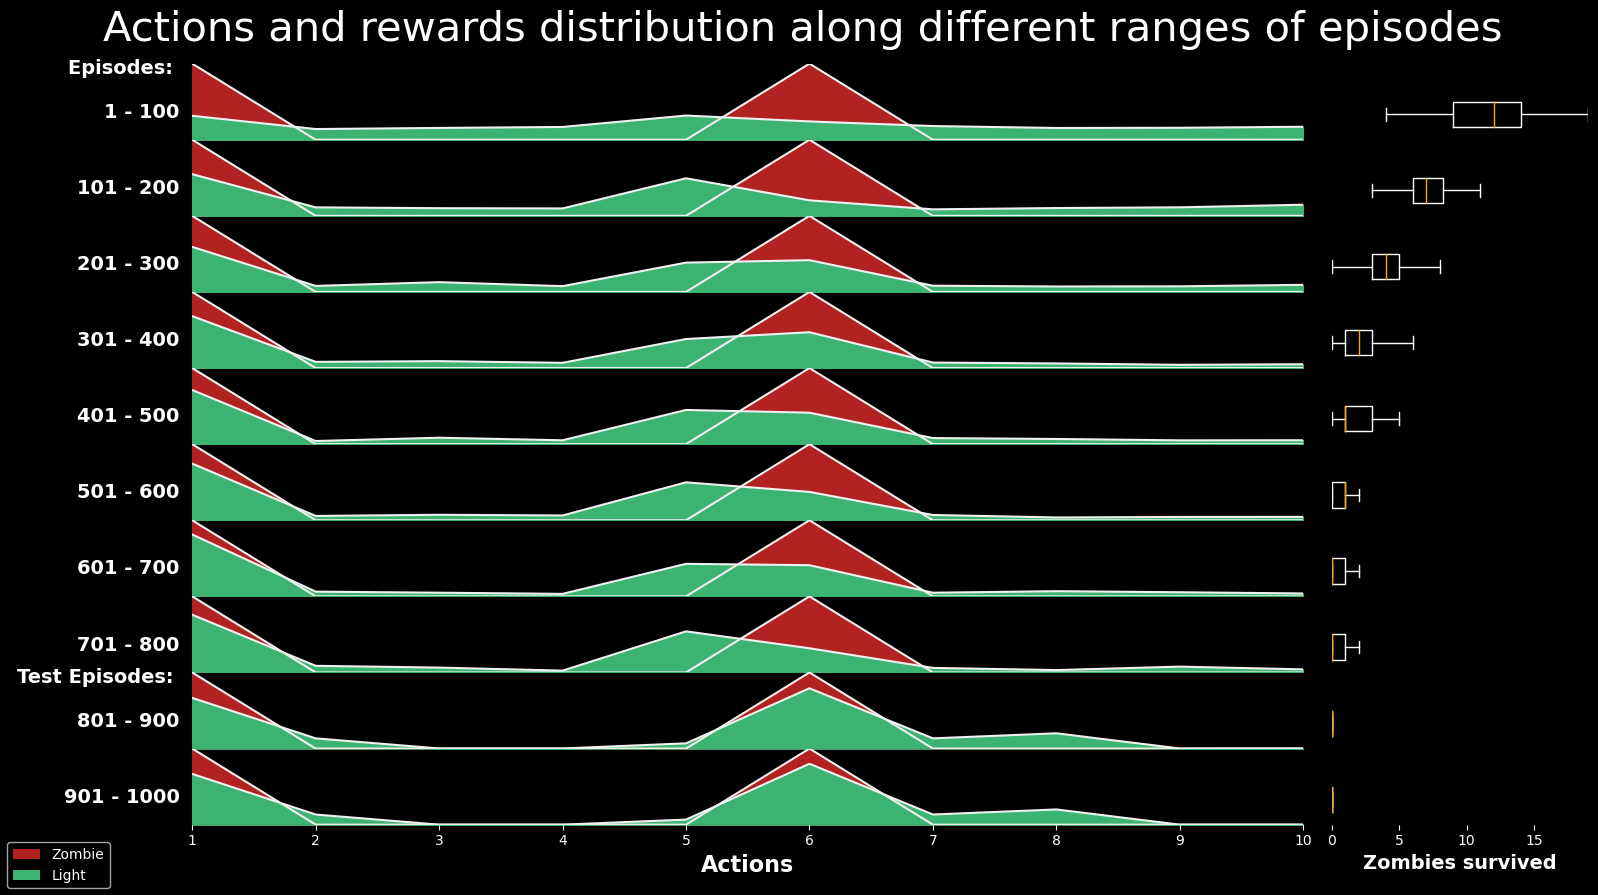 Actions and rewards distribution along different ranges of episodes
Episodes:
1 - 100
101 - 200
201 - 300
301 - 400
401 - 500
501 - 600
601 - 700
701 - 800
Test Episodes:
801 - 900
901 - 1000
1 2 3 4 5 6 7 8 9 10
0 5 10 15
Actions
Zombies survived
Zombie
Light